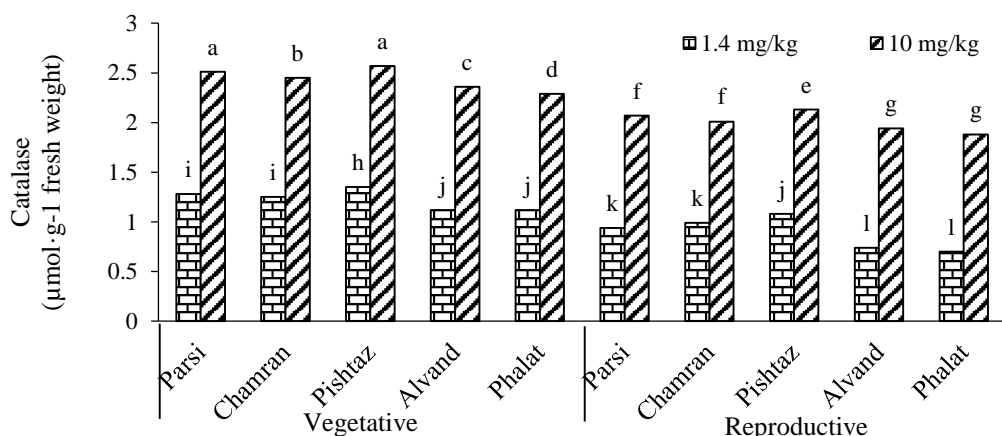 Catalase
(μmol·g-1 fresh weight)
3
2.5
2
1.5
1
0.5
0
1.4 mg/kg
10 mg/kg
a
b
a
c
d
f
f
e
g
g
i
i
h
j
j
k
k
j
l
l
Parsi
Chamran
Pishtaz
Alvand
Phalat
Parsi
Chamran
Pishtaz
Alvand
Phalat
Vegetative
Reproductive